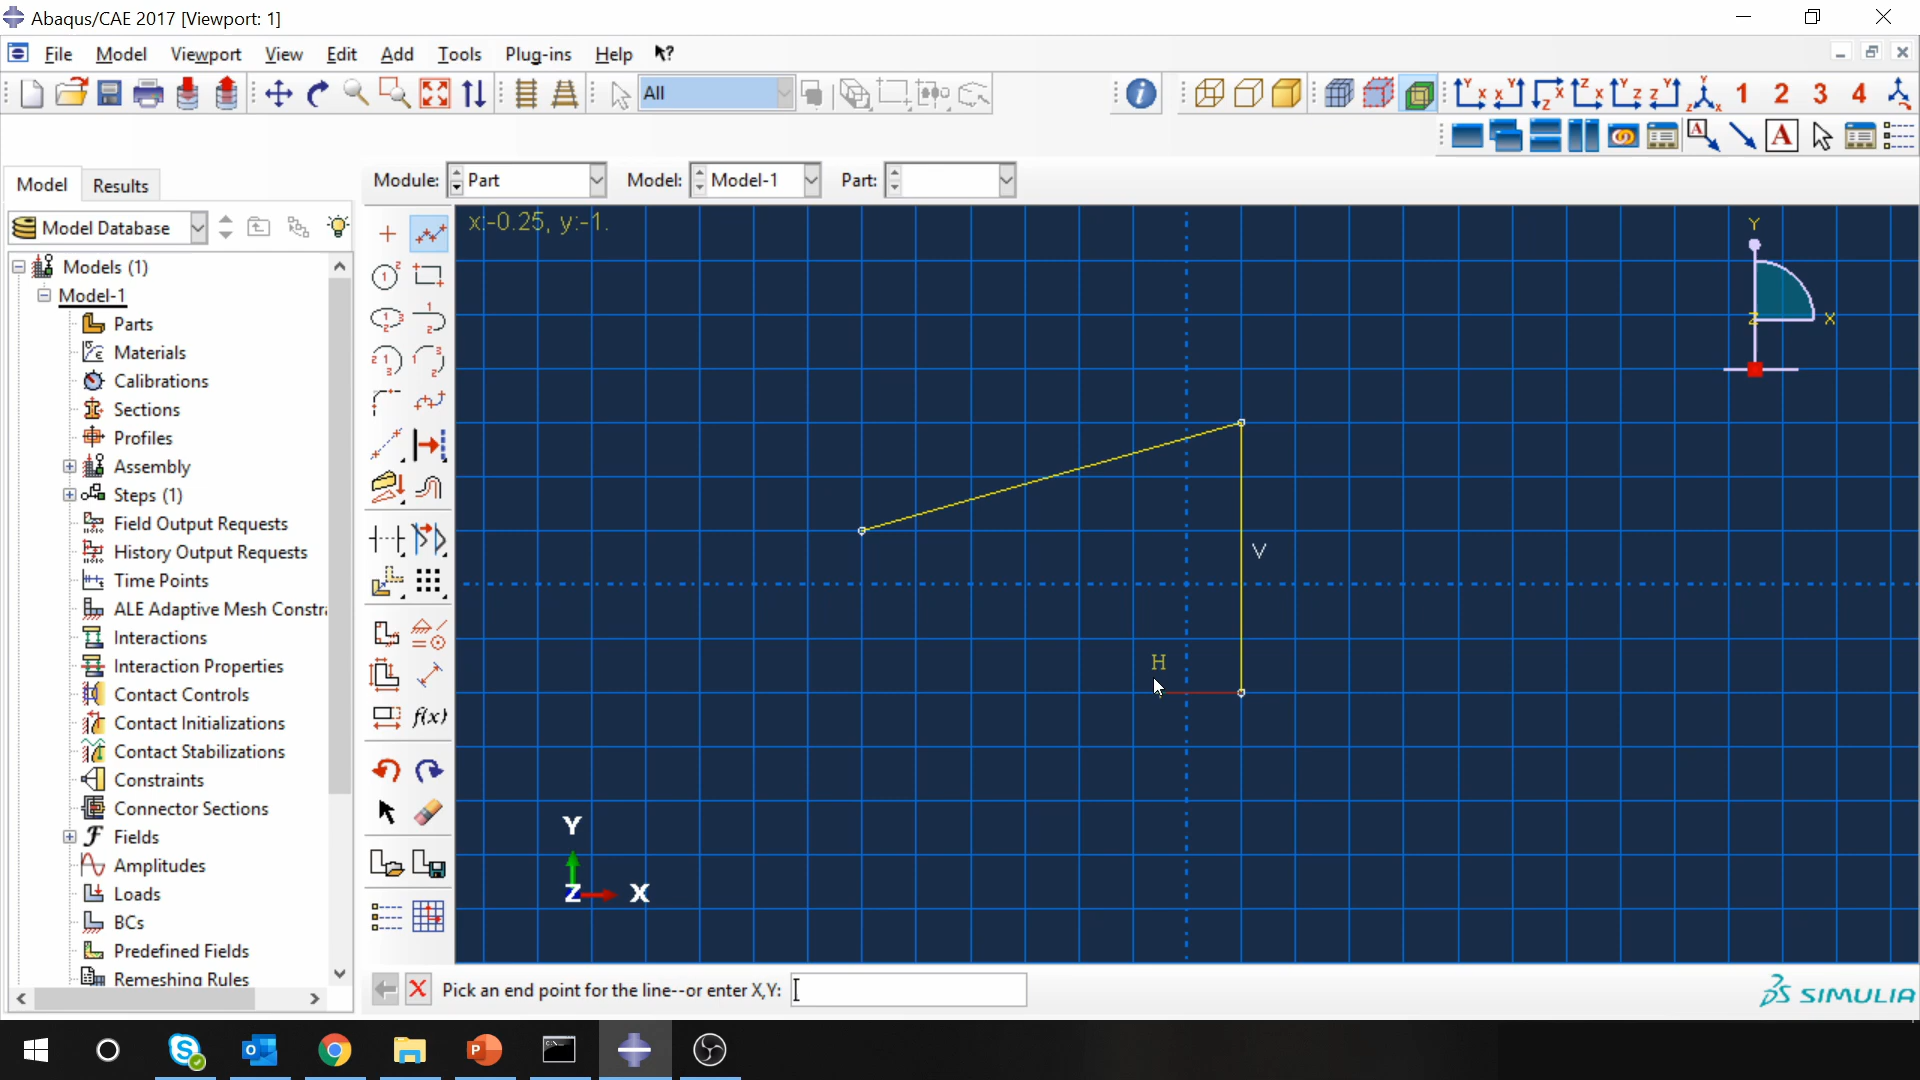 Abaqus/CAE 2017 [Viewport: 1]
File Model Viewport View Edit Add Tools Plug-ins Help
All
1 2 3 4
A
Model Results
Module: Part Model: Model-1 Part:
Model Database
x:-0.25, y:-1.
Models (1)
Model-1
Parts
Materials
Calibrations
Sections
Profiles
Assembly
Steps (1)
Field Output Requests
History Output Requests
Time Points
ALE Adaptive Mesh Constr
Interactions
Interaction Properties
Contact Controls
Contact Initializations
Contact Stabilizations
Constraints
Connector Sections
Fields
Amplitudes
Loads
BCs
Predefined Fields
Remeshing Rules
f(x)
Y
Z X
V
H
Y
Z X
Pick an end point for the line--or enter X,Y:
SIMULIA